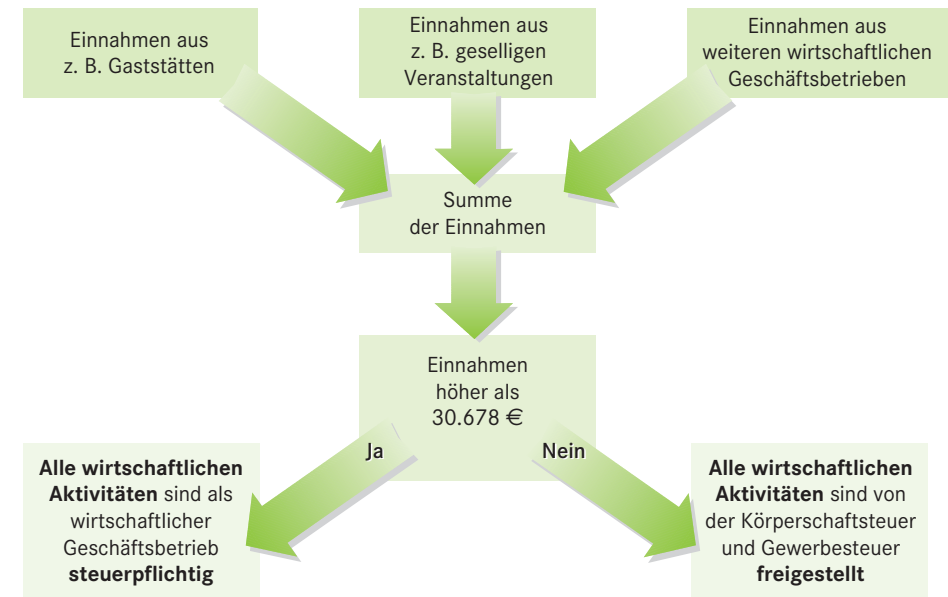 Einnahmen aus
z. B. Gaststätten
Einnahmen aus
z. B. geselligen
Veranstaltungen
Einnahmen aus
weiteren wirtschaftlichen
Geschäftsbetrieben
Summe
der Einnahmen
Einnahmen
höher als
30.678 €
Ja
Nein
Alle wirtschaftlichen
Aktivitäten sind als
wirtschaftlicher
Geschäftsbetrieb
steuerpflichtig
Alle wirtschaftlichen
Aktivitäten sind von
der Körperschaftsteuer
und Gewerbesteuer
freigestellt